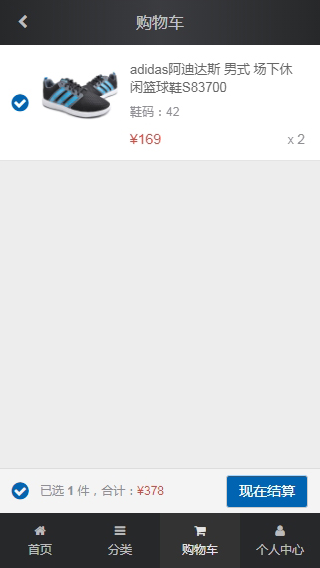 购物车
adidas阿迪达斯 男式 场下休
闲篮球鞋S83700
鞋码：42
¥169
x 2
已选 1 件，合计：¥378
现在结算
首页
分类
购物车
个人中心